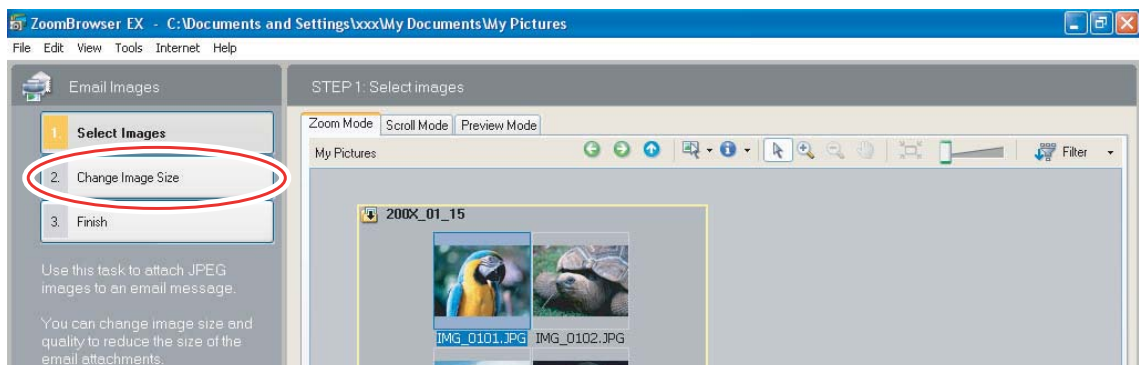 ZoomBrowser EX - C:\Documents and Settings\xxx\My Documents\My Pictures
File Edit View Tools Internet Help
Email Images
STEP 1: Select images
1. Select Images
2. Change Image Size
3. Finish
Use this task to attach JPEG
images to an email message.
You can change image size and
quality to reduce the size of the
email attachments.
Zoom Mode Scroll Mode Preview Mode
My Pictures
Filter
200X_01_15
IMG_0101.JPG IMG_0102.JPG